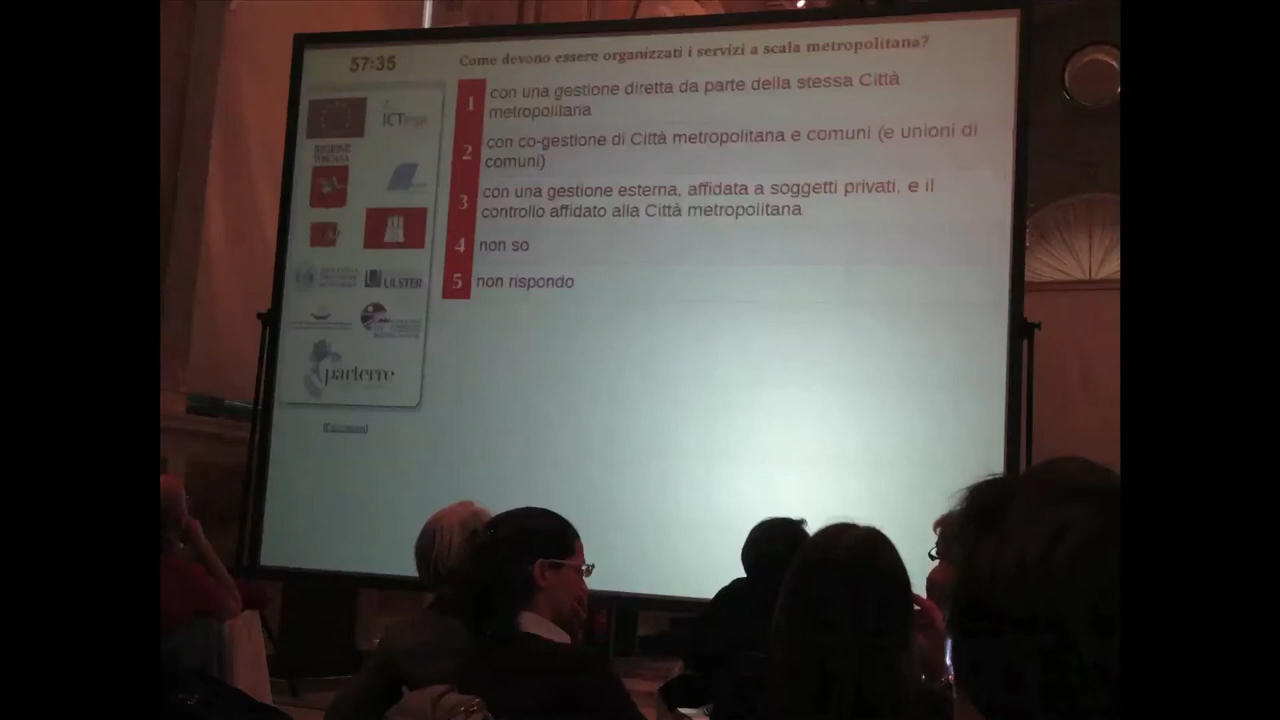 57:35
Come devono essere organizzati i servizi a scala metropolitana?
1
con una gestione diretta da parte della stessa Città
metropolitana
2
con co-gestione di Città metropolitana e comuni (e unioni di
comuni)
3
con una gestione esterna, affidata a soggetti privati, e il
controllo affidato alla Città metropolitana
4
non so
5
non rispondo
ICT
REGIONE
TOSCANA
ULSTER
parterre